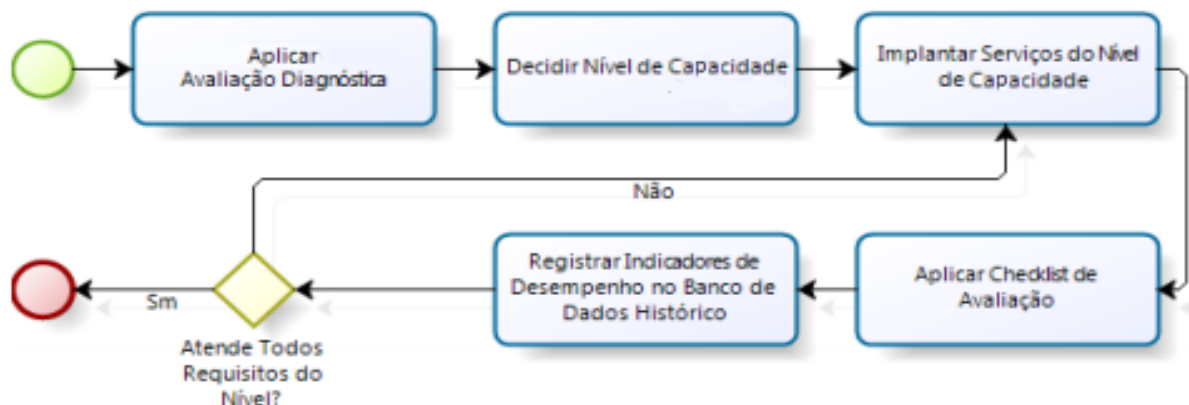 Aplicar
Avaliação Diagnóstica
Decidir Nível de Capacidade
Implantar Serviços do Nível
de Capacidade
Não
Aplicar Checklist de
Avaliação
Registrar Indicadores de
Desempenho no Banco de
Dados Histórico
Sm
Atende Todos
Requisitos do
Nível?